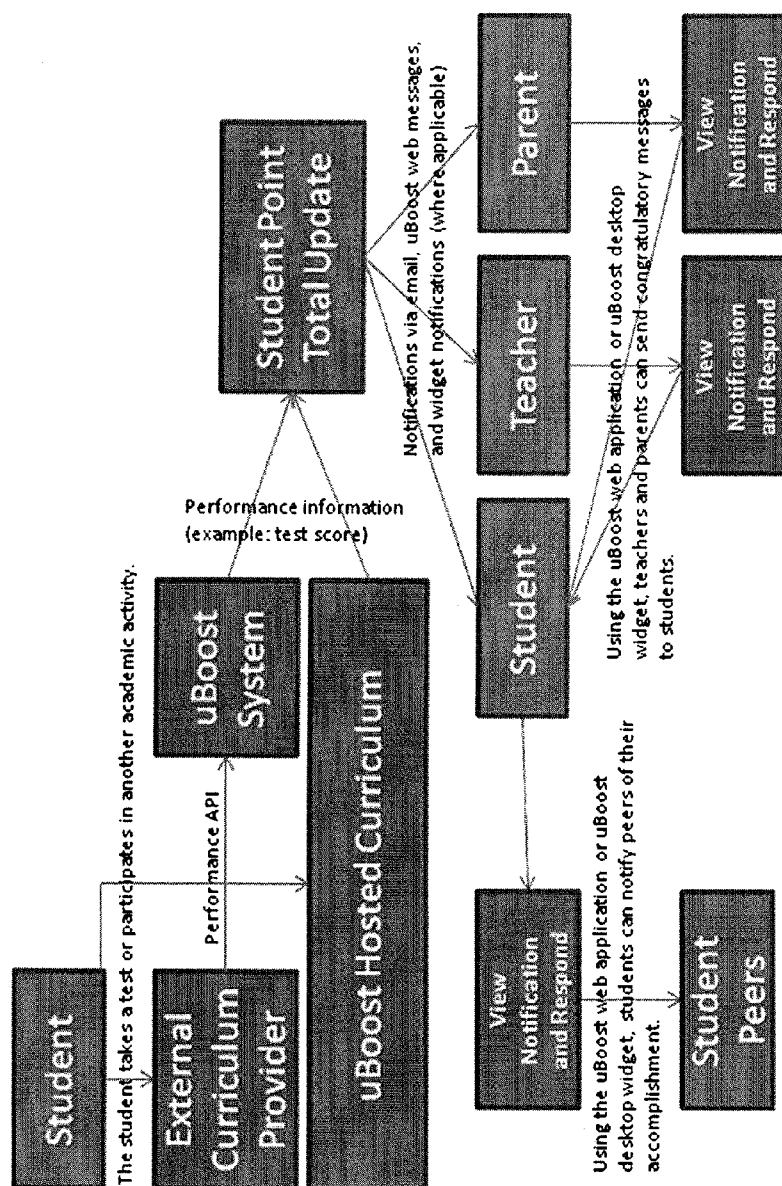 Student
The student takes a test or participates in another academic activity.
External
Curriculum
Provider
Performance API
uBoost
System
uBoost Hosted Curriculum
Performance information
(example: test score)
Student Point
Total Update
Notifications via email, uBoost web messages,
and widget notifications (where applicable)
Student
Teacher
Parent
View
Notification
and Respond
Using the uBoost web application or uBoost
desktop widget, students can notify peers of their
accomplishment.
Student
Peers
Using the uBoost web application or uBoost desktop
widget, teachers and parents can send congratulatory messages
to students.
View
Notification
and Respond
View
Notification
and Respond